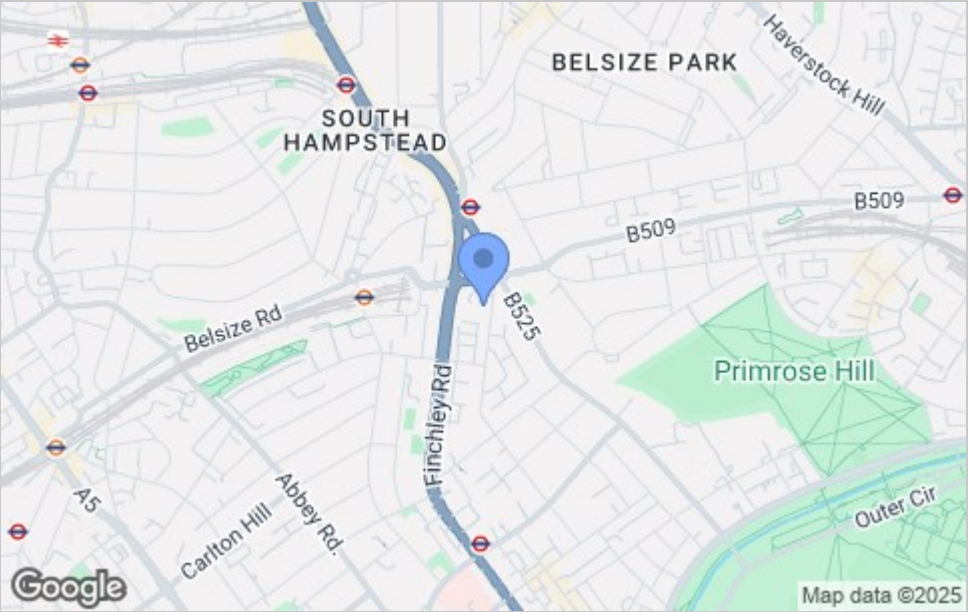 Haverstock Hill
BELSIZE PARK
SOUTH
HAMPSTEAD
B509
B509
B525
Belsize Rd
Primrose Hill
Finchley Rd
A5
Abbey Rd.
Carlton Hill
Outer Cir
Google
Map data ©2025